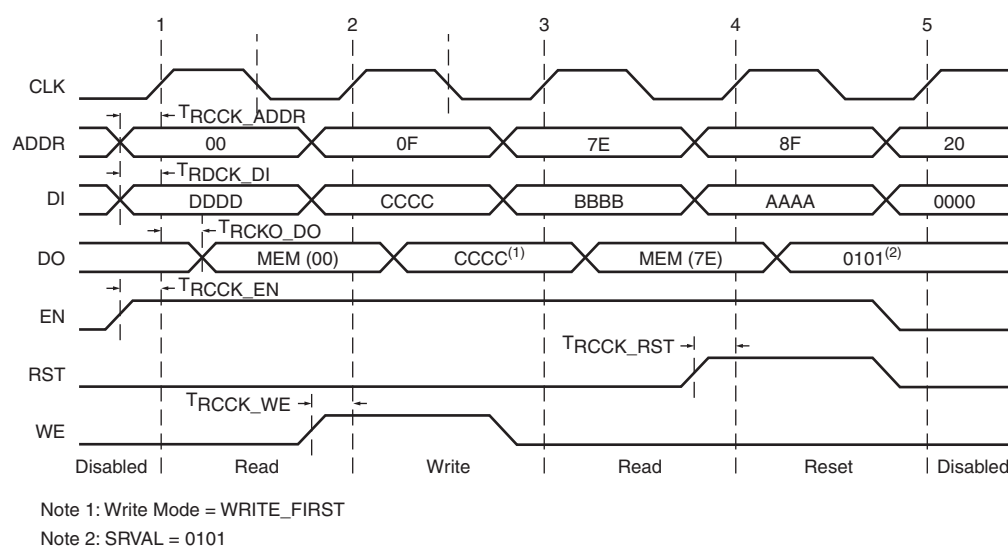 1 2 3 4 5
CLK
TRCCK_ADDR
ADDR 00 0F 7E 8F 20
TRDCK_DI
DI DDDD CCCC BBBB AAAA 0000
TRCKO_DO
DO MEM (00) CCCC(1) MEM (7E) 0101(2)
TRCCK_EN
EN
TRCCK_RST
RST
TRCCK_WE
WE
Disabled Read Write Read Reset Disabled
Note 1: Write Mode = WRITE_FIRST
Note 2: SRVAL = 0101